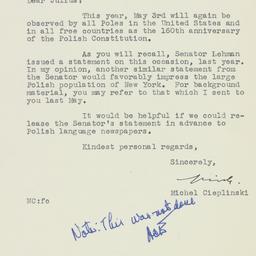 Dear Julius:
This year, May 3rd will again be
observed by all Poles in the United States and
in all free countries as the 160th anniversary
of the Polish Constitution.
As you will recall, Senator Lehman
issued a statement on this occasion, last year.
In my opinion, another similar statement from
the Senator would favorably impress the large
Polish population of New York. For background
material, you may refer to that which I sent to
you last May.
It would be helpful if we could re-
lease the Senator's statement in advance to
Polish language newspapers.
Kindest personal regards,
Sincerely,
Michel Cieplinski
MC:fc
Note: This was not done